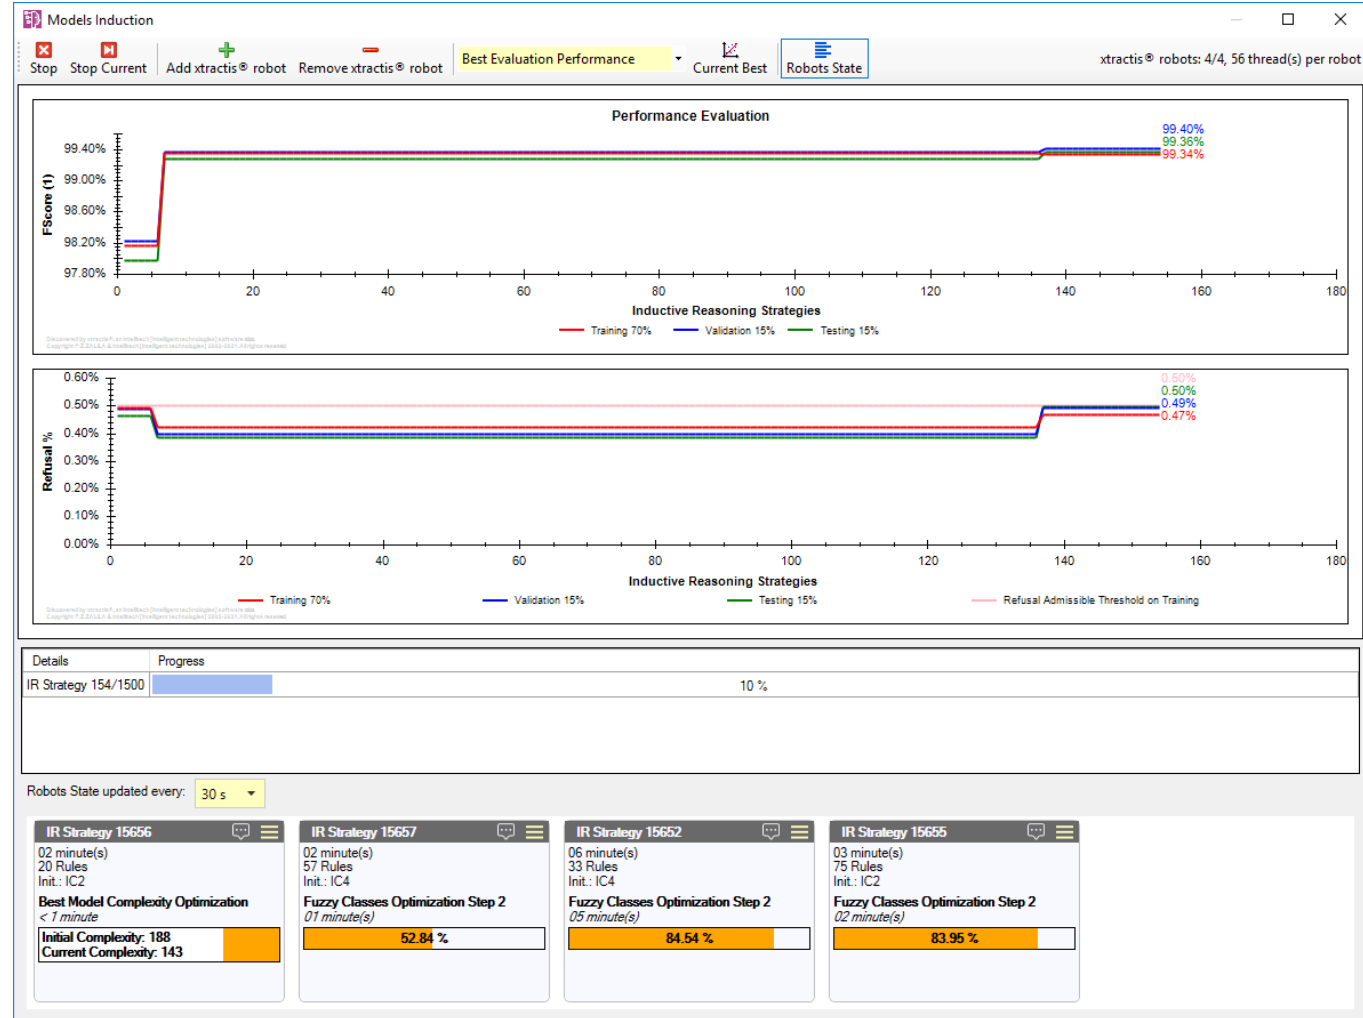 Models Induction
Stop Stop Current Add xtractis® robot Remove xtractis® robot Best Evaluation Performance Current Best Robots State xtractis® robots: 4/4, 56 thread(s) per robot
Performance Evaluation
99.40%
99.36%
99.34%
99.40%
99.00%
98.60%
98.20%
97.80%
FScore (1)
0 20 40 60 80 100 120 140 160 180
Inductive Reasoning Strategies
Training 70% Validation 15% Testing 15%
0.60%
0.50%
0.40%
0.30%
0.20%
0.10%
0.00%
Refusal %
0.50%
0.50%
0.49%
0.47%
0 20 40 60 80 100 120 140 160 180
Inductive Reasoning Strategies
Training 70% Validation 15% Testing 15% Refusal Admissible Threshold on Training
Details Progress
IR Strategy 154/1500 10 %
Robots State updated every: 30 s
IR Strategy 15656
02 minute(s)
20 Rules
Init.: IC2
Best Model Complexity Optimization
< 1 minute
Initial Complexity: 188
Current Complexity: 143
IR Strategy 15657
02 minute(s)
57 Rules
Init.: IC4
Fuzzy Classes Optimization Step 2
01 minute(s)
52.84 %
IR Strategy 15652
06 minute(s)
33 Rules
Init.: IC4
Fuzzy Classes Optimization Step 2
05 minute(s)
84.54 %
IR Strategy 15655
03 minute(s)
75 Rules
Init.: IC2
Fuzzy Classes Optimization Step 2
02 minute(s)
83.95 %